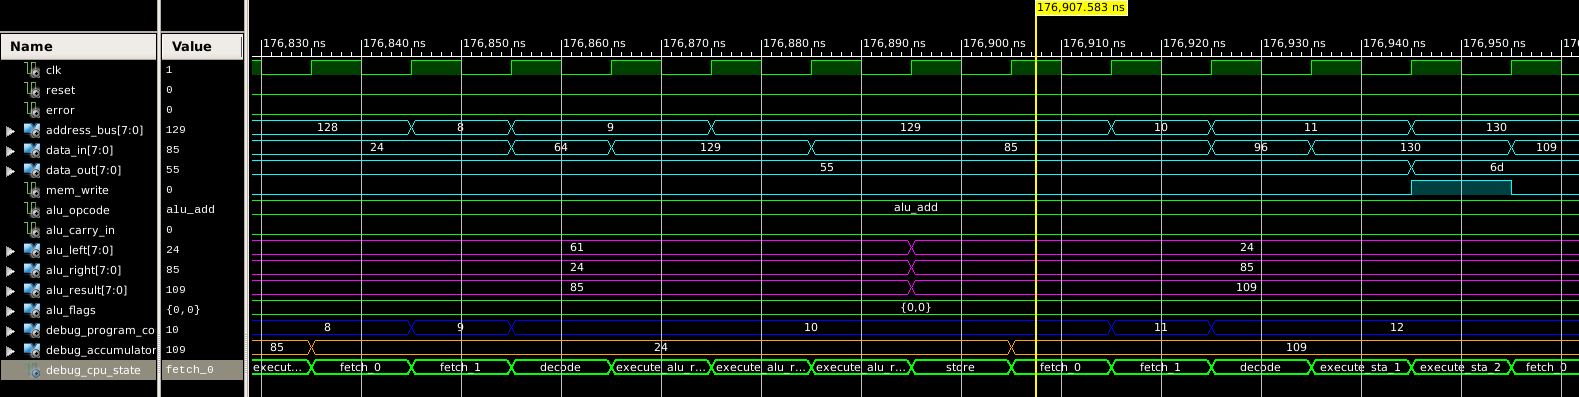 176,907.583 ns
Name Value
176,830 ns 176,840 ns 176,850 ns 176,860 ns 176,870 ns 176,880 ns 176,890 ns 176,900 ns 176,910 ns 176,920 ns 176,930 ns 176,940 ns 176,950 ns
clk 1
reset 0
error 0
address_bus[7:0] 129 128 8 9 129 10 11 130
data_in[7:0] 85 24 64 129 85 96 130 109
data_out[7:0] 55 55 6d
mem_write 0
alu_opcode alu_add alu_add
alu_carry_in 0
alu_left[7:0] 24 61 24
alu_right[7:0] 85 24 85
alu_result[7:0] 109 85 109
alu_flags {0,0} {0,0}
debug_program_co 10 8 9 10 11 12
debug_accumulator 109 85 24 109
debug_cpu_state fetch_0 execut... fetch_0 fetch_1 decode execute_alu_r... execute_alu_r... execute_alu_r... store fetch_0 fetch_1 decode execute_sta_1 execute_sta_2 fetch_0